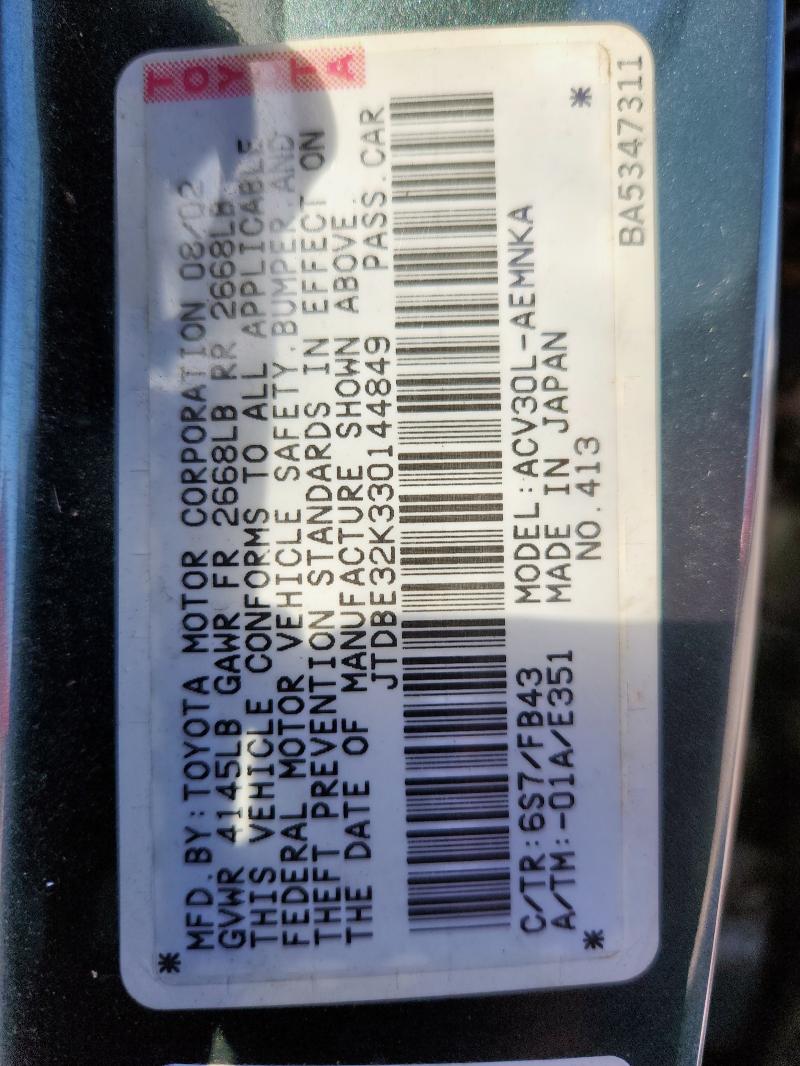 TOYOTA
MFD.BY:TOYOTA MOTOR CORPORATION 08/02
GVWR 4145LB GAWR FR 2668LB RR 2668LB
THIS VEHICLE CONFORMS TO ALL APPLICABLE
FEDERAL MOTOR VEHICLE SAFETY.BUMPER.AND
THEFT PREVENTION STANDARDS IN EFFECT ON
THE DATE OF MANUFACTURE SHOWN ABOVE.
JTDBE32K330144849 PASS.CAR
C/TR:6S7/FB43 MODEL:ACV30L-AEMNKA
A/TM:-01A/E351 MADE IN JAPAN
NO.413
BA5347311